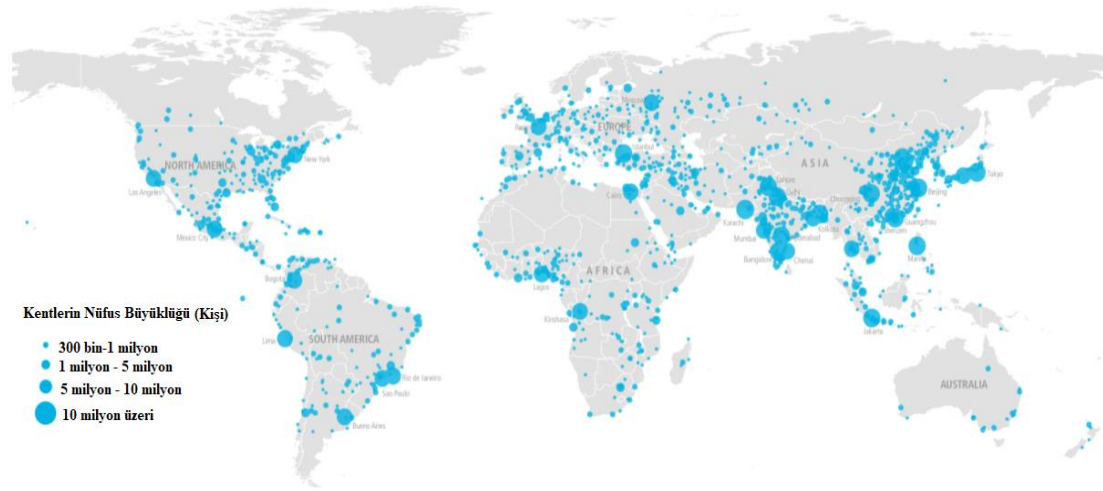 Moscow
Paris
EUROPE
Istanbul
NORTH AMERICA
New York
ASIA
Los Angeles
Lahore
Delhi
Tokyo
Cairo
Chongqing
Beijing
Karachi
Kolkata
Guangzhou
Mexico City
Mumbai
Manila
Bangalore
Chennai
AFRICA
Bogota
Lagos
Kinshasa
Jakarta
Lima
SOUTH AMERICA
Rio de Janeiro
Sao Paulo
AUSTRALIA
Buenos Aires
Kentlerin Nüfus Büyüklüğü (Kişi)
300 bin-1 milyon
1 milyon - 5 milyon
5 milyon - 10 milyon
10 milyon üzeri